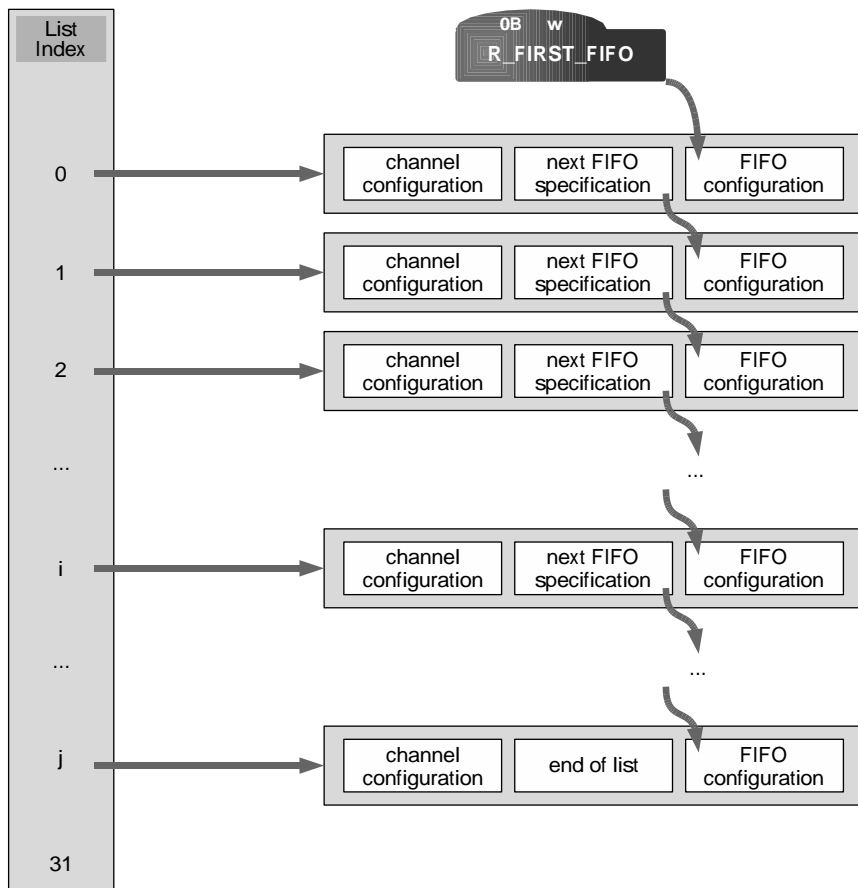 List
Index
0B w
R_FIRST_FIFO
0
channel
configuration
next FIFO
specification
FIFO
configuration
1
channel
configuration
next FIFO
specification
FIFO
configuration
2
channel
configuration
next FIFO
specification
FIFO
configuration
...
...
i
channel
configuration
next FIFO
specification
FIFO
configuration
...
...
j
channel
configuration
end of list
FIFO
configuration
31